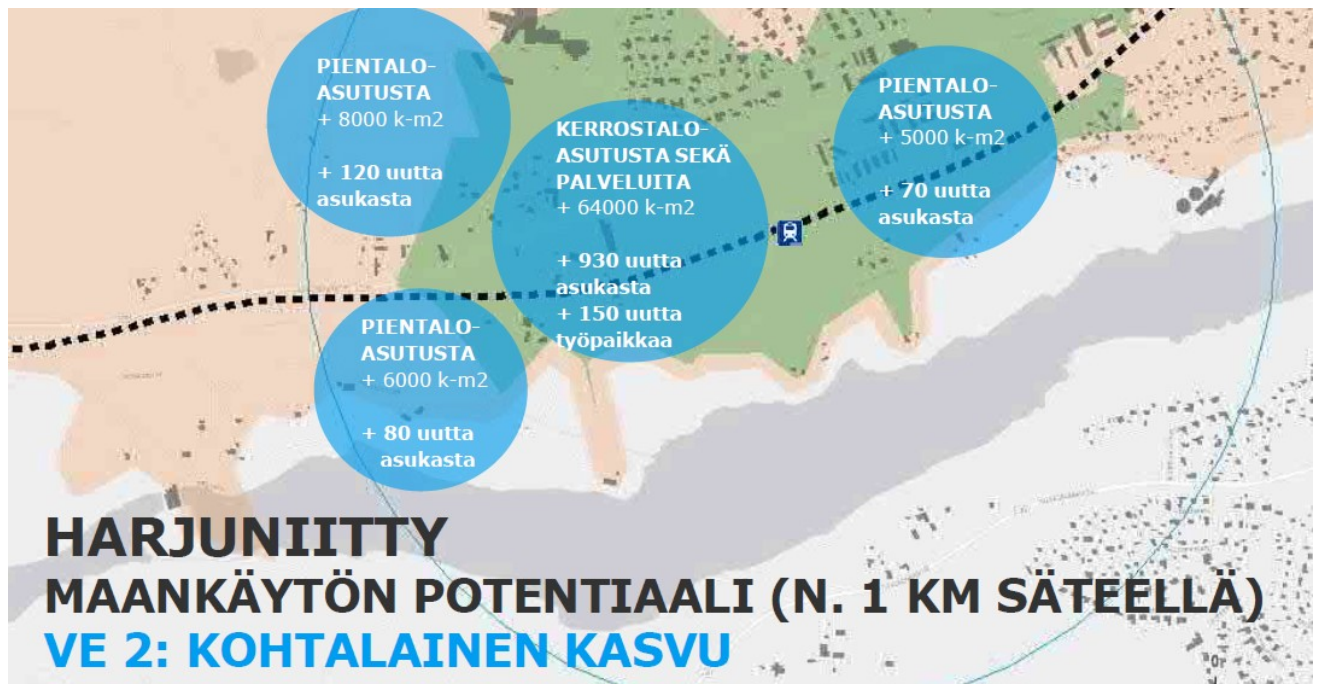 PIENTALO-
ASUTUSTA
+ 8000 k-m2
+ 120 uutta
asukasta
KERROSTALO-
ASUTUSTA SEKÄ
PALVELUITA
+ 64000 k-m2
+ 930 uutta
asukasta
+ 150 uutta
työpaikkaa
PIENTALO-
ASUTUSTA
+ 5000 k-m2
+ 70 uutta
asukasta
PIENTALO-
ASUTUSTA
+ 6000 k-m2
+ 80 uutta
asukasta
HARJUNIITTY
MAANKÄYTÖN POTENTIAALI (N. 1 KM SÄTEELLÄ)
VE 2: KOHTALAINEN KASVU